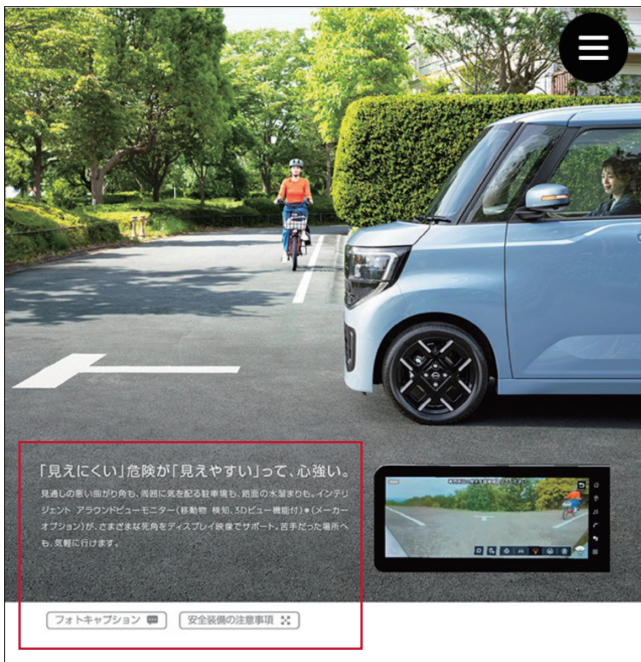 「見えにくい」危険が「見えやすい」って、心強い。
見通しの悪い曲がり角も、周囲に気を配る駐車場も、路面の水溜まりも。インテリ
ジェント アラウンドビューモニター(移動物 検知、3Dビュー機能付)*(メーカー
オプション)が、さまざまな死角をディスプレイ映像でサポート。苦手だった場所へ
も、気軽に行けます。
フォトキャプション
安全装備の注意事項